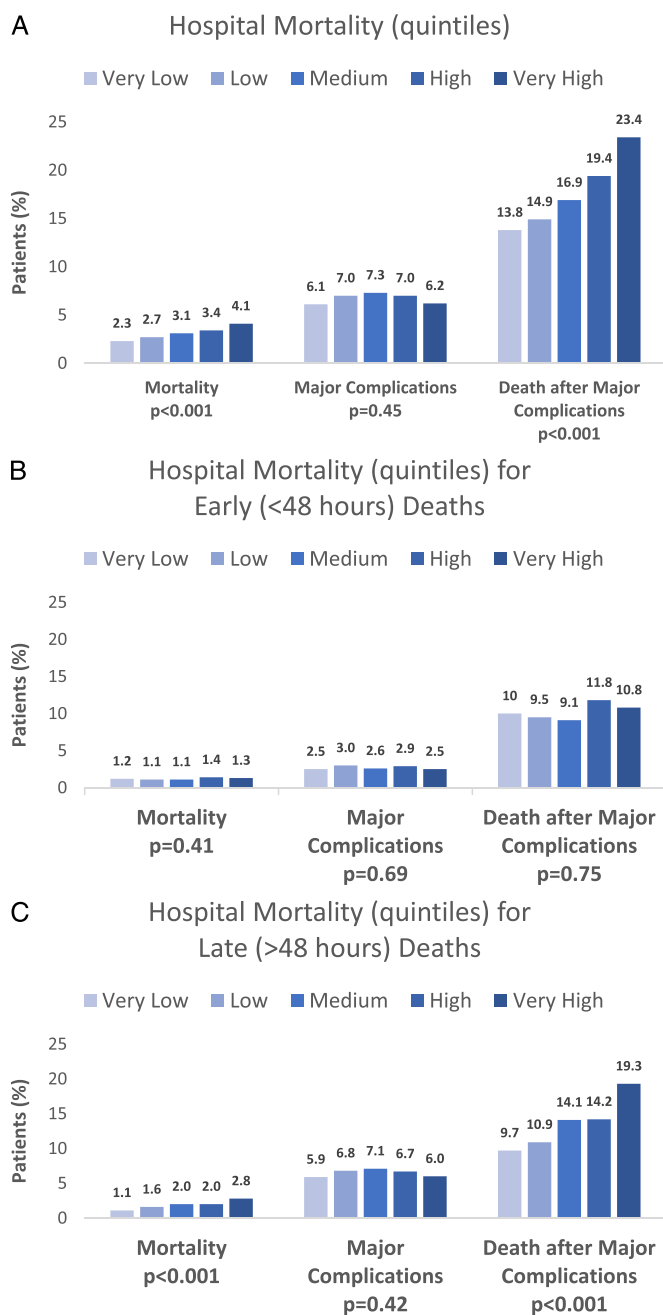 A
Hospital Mortality (quintiles)
Very Low Low Medium High Very High
Patients (%)
25
20
15
10
5
0
2.3 2.7 3.1 3.4 4.1
6.1 7.0 7.3 7.0 6.2
13.8 14.9 16.9 19.4 23.4
Mortality
p<0.001
Major Complications
p=0.45
Death after Major
Complications
p<0.001
B
Hospital Mortality (quintiles) for
Early (<48 hours) Deaths
Very Low Low Medium High Very High
Patients (%)
25
20
15
10
5
0
1.2 1.1 1.1 1.4 1.3
2.5 3.0 2.6 2.9 2.5
10 9.5 9.1 11.8 10.8
Mortality
p=0.41
Major
Complications
p=0.69
Death after Major
Complications
p=0.75
C
Hospital Mortality (quintiles) for
Late (>48 hours) Deaths
Very Low Low Medium High Very High
Patients (%)
25
20
15
10
5
0
1.1 1.6 2.0 2.0 2.8
5.9 6.8 7.1 6.7 6.0
9.7 10.9 14.1 14.2 19.3
Mortality
p<0.001
Major
Complications
p=0.42
Death after Major
Complications
p<0.001